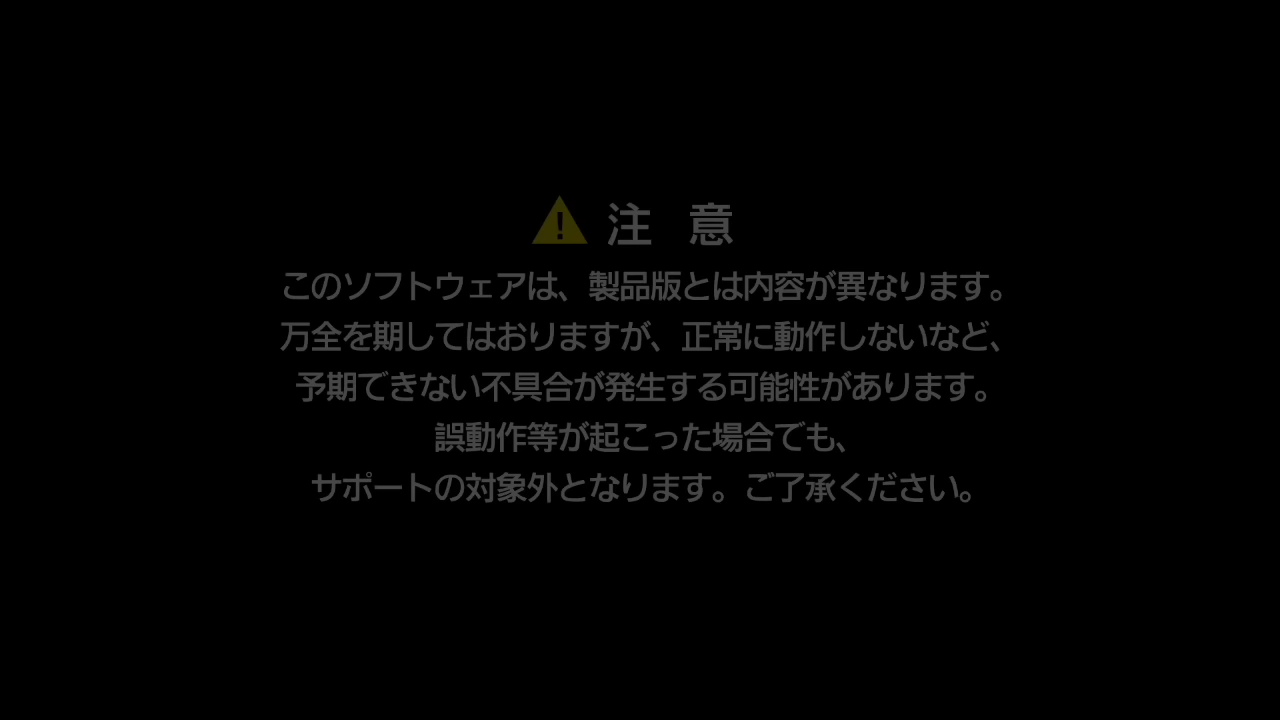 注 意
このソフトウェアは、製品版とは内容が異なります。
万全を期してはおりますが、正常に動作しないなど、
予期できない不具合が発生する可能性があります。
誤動作等が起こった場合でも、
サポートの対象外となります。ご了承ください。